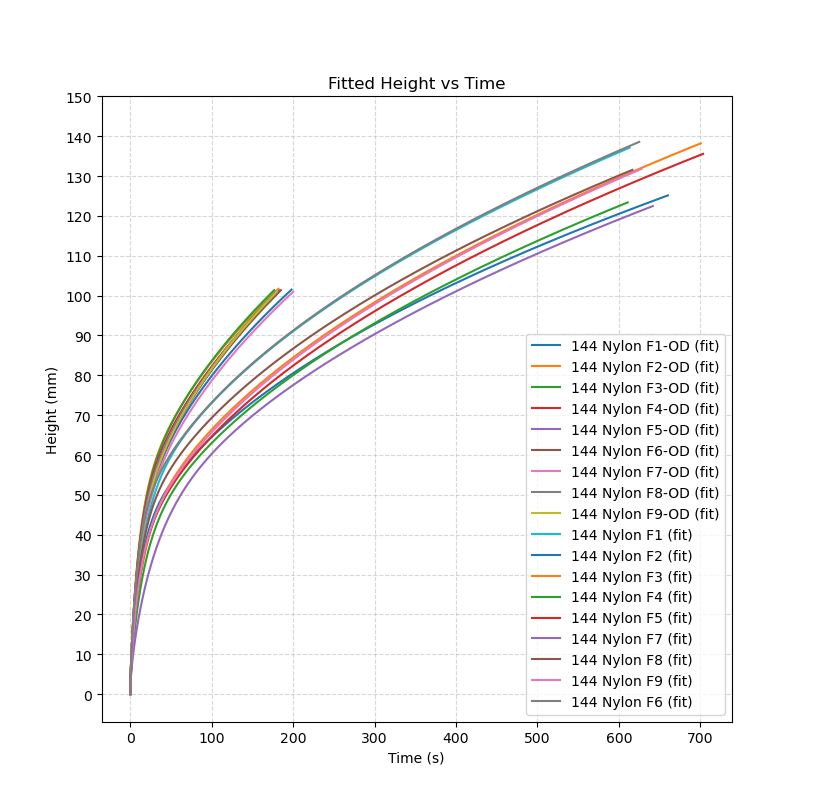 Fitted Height vs Time
150
140
130
120
110
100
90
80
70
60
50
40
30
20
10
0
Height (mm)
144 Nylon F1-OD (fit)
144 Nylon F2-OD (fit)
144 Nylon F3-OD (fit)
144 Nylon F4-OD (fit)
144 Nylon F5-OD (fit)
144 Nylon F6-OD (fit)
144 Nylon F7-OD (fit)
144 Nylon F8-OD (fit)
144 Nylon F9-OD (fit)
144 Nylon F1 (fit)
144 Nylon F2 (fit)
144 Nylon F3 (fit)
144 Nylon F4 (fit)
144 Nylon F5 (fit)
144 Nylon F7 (fit)
144 Nylon F8 (fit)
144 Nylon F9 (fit)
144 Nylon F6 (fit)
0 100 200 300 400 500 600 700
Time (s)